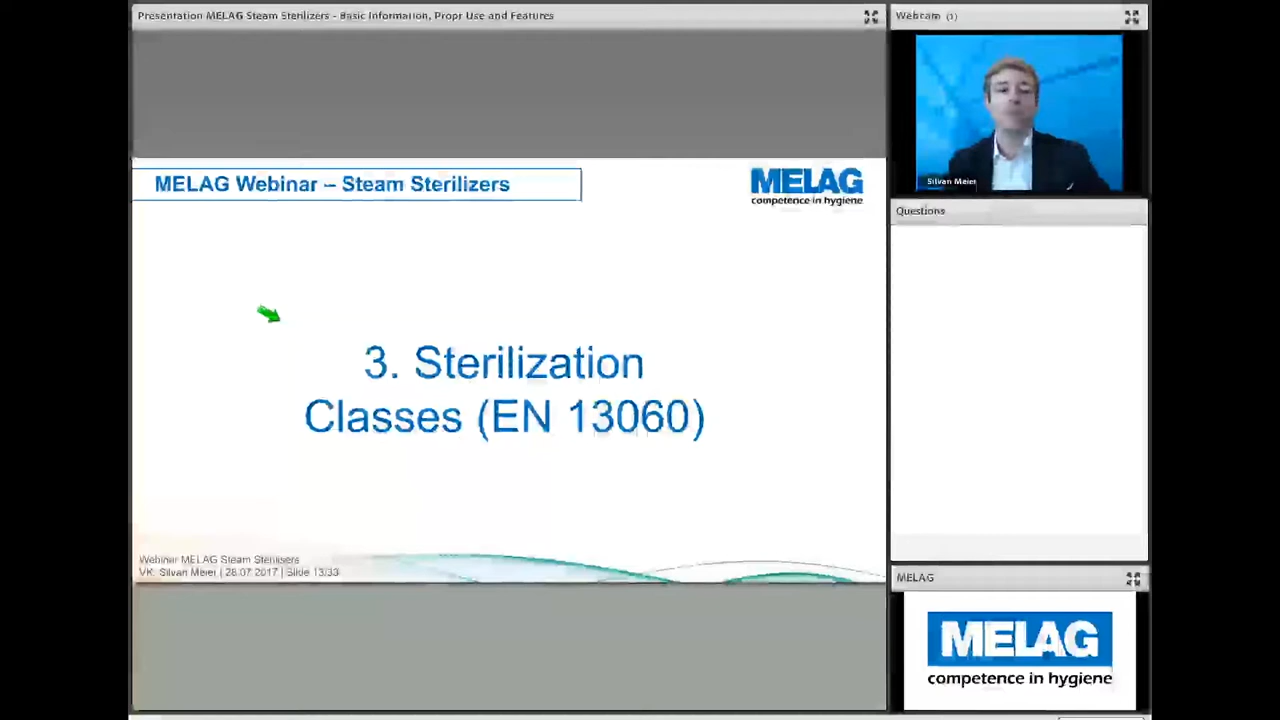 Presentation MELAG Steam Sterilizers - Basic Information, Propr Use and Features
MELAG Webinar – Steam Sterilizers
MELAG
competence in hygiene
3. Sterilization
Classes (EN 13060)
Webinar MELAG Steam Sterilisers
VK: Silvan Meier | 28.07.2017 | Slide 13/33
Webcam (1)
Silvan Meier
Questions
MELAG
MELAG
competence in hygiene